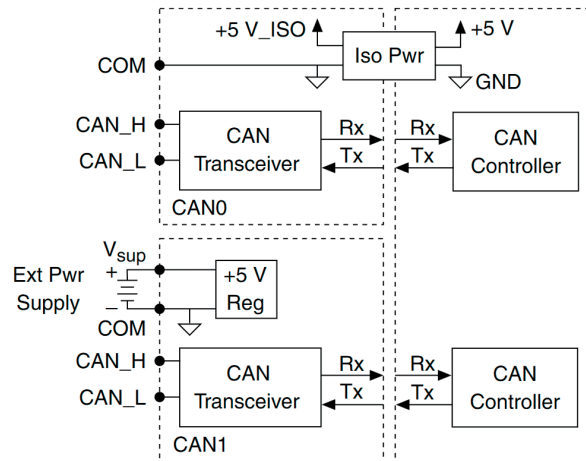 +5 V_ISO
Iso Pwr
+5 V
COM
GND
CAN_H
CAN_L
CAN
Transceiver
Rx
Tx
Rx
Tx
CAN
Controller
CAN0
Ext Pwr
Supply
Vsup
+
–
COM
+5 V
Reg
CAN_H
CAN_L
CAN
Transceiver
Rx
Tx
Rx
Tx
CAN
Controller
CAN1